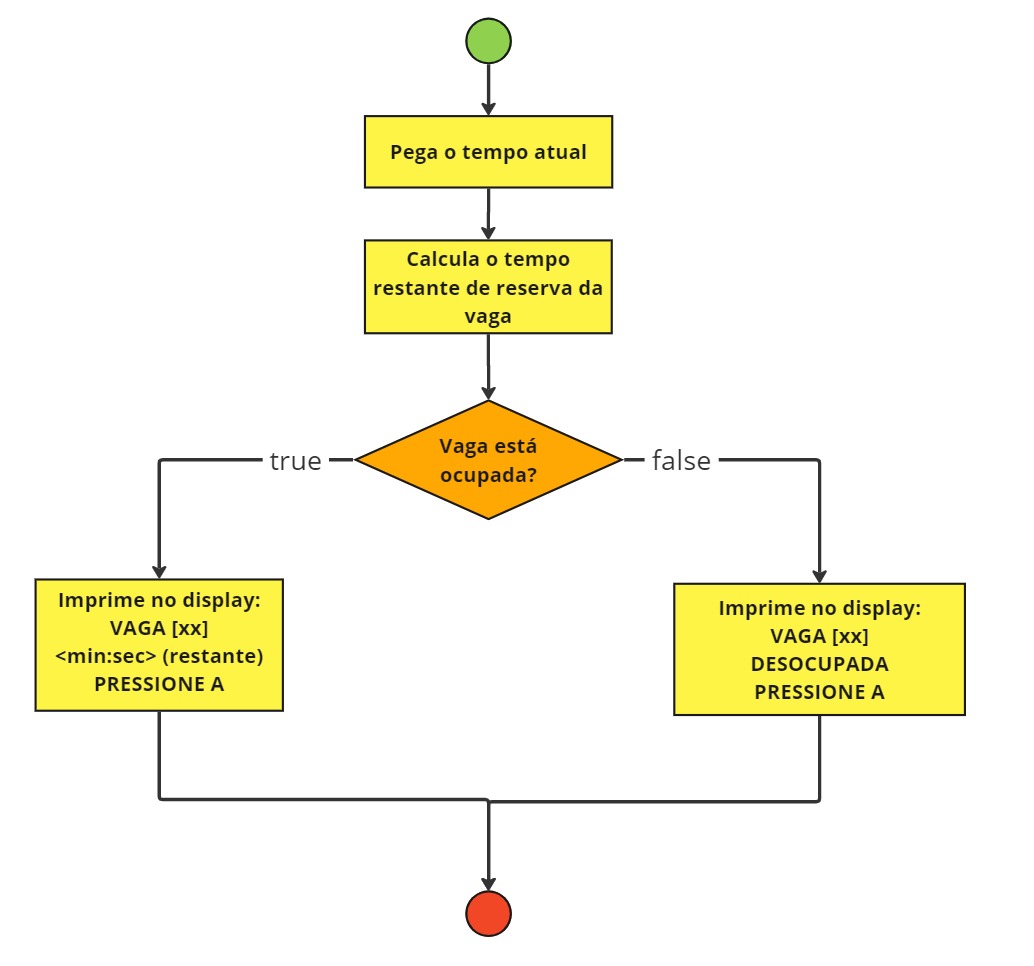 Pega o tempo atual
Calcula o tempo
restante de reserva da
vaga
Vaga está
ocupada?
true
false
Imprime no display:
VAGA [xx]
<min:sec> (restante)
PRESSIONE A
Imprime no display:
VAGA [xx]
DESOCUPADA
PRESSIONE A